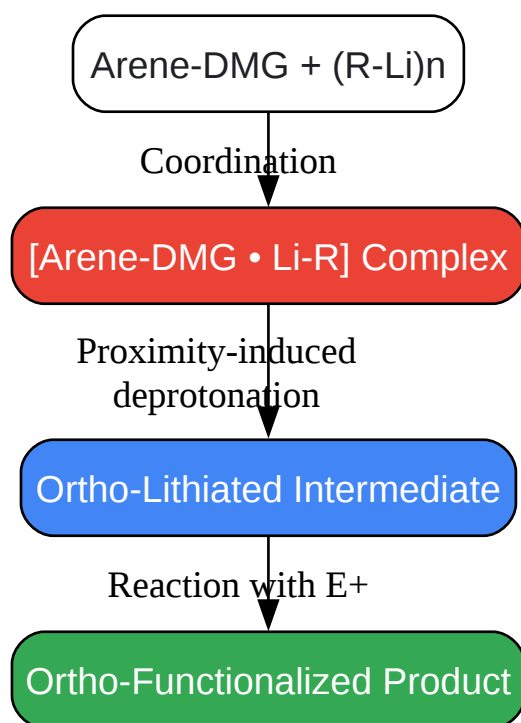 Arene-DMG + (R-Li)n
Coordination
[Arene-DMG • Li-R] Complex
Proximity-induced
deprotonation
Ortho-Lithiated Intermediate
Reaction with E+
Ortho-Functionalized Product